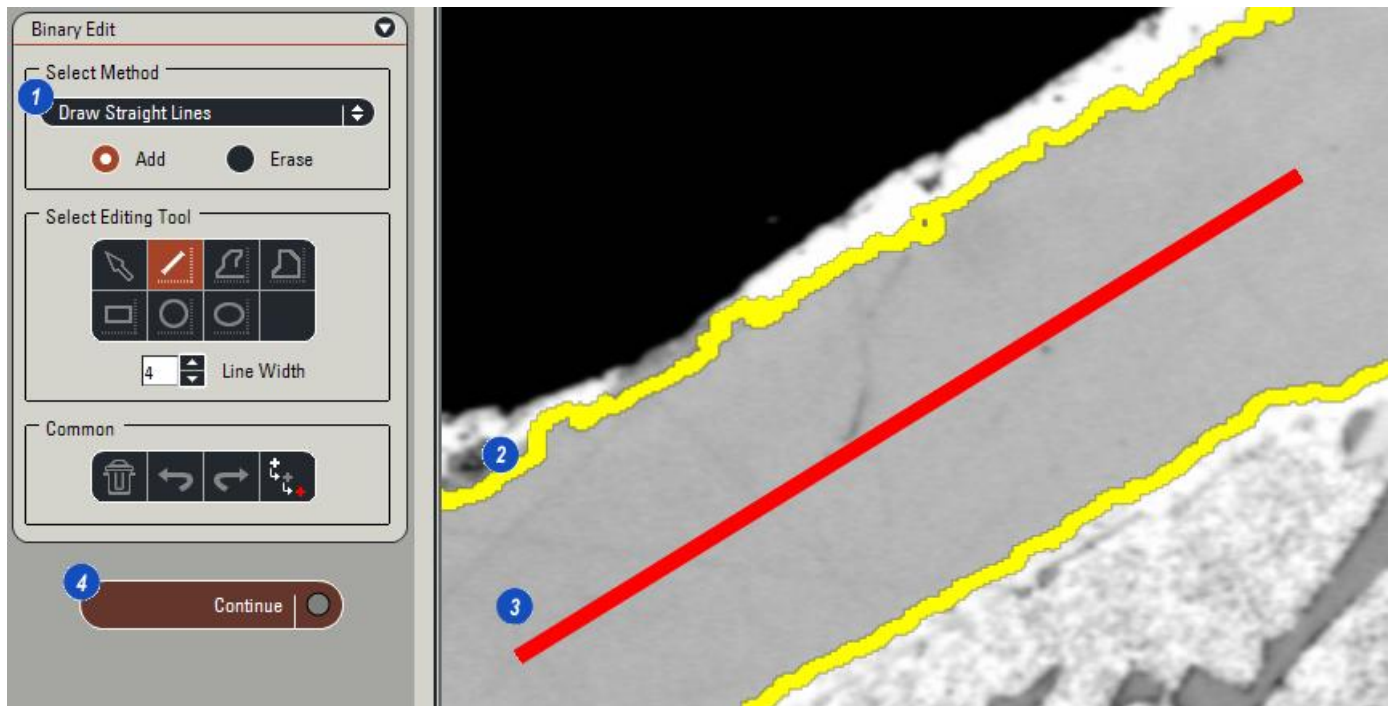 Binary Edit
Select Method
1
Draw Straight Lines
Add Erase
Select Editing Tool
4 Line Width
Common
2
3
4
Continue